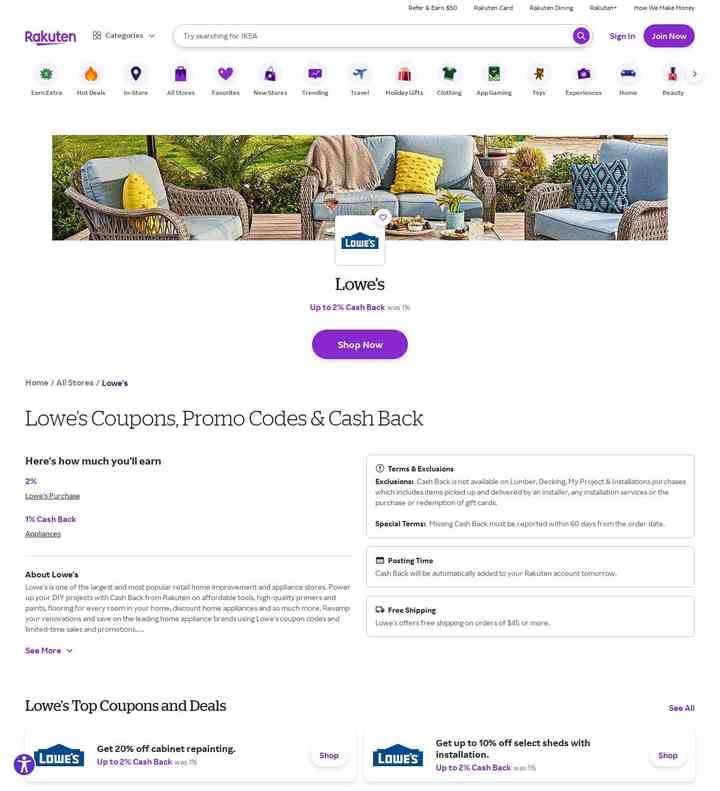 Refer & Earn $50 Rakuten Card Rakuten Dining Rakuten+ How We Make Money
Rakuten Categories Try searching for IKEA Sign In Join Now
Earn Extra Hot Deals In-Store All Stores Favorites New Stores Trending Travel Holiday Gifts Clothing App Gaming Toys Experiences Home Beauty
LOWE'S
Lowe's
Up to 2% Cash Back was 1%
Shop Now
Home / All Stores / Lowe's
Lowe's Coupons, Promo Codes & Cash Back
Here's how much you'll earn
2%
Lowe's Purchase
1% Cash Back
Appliances
About Lowe's
Lowe's is one of the largest and most popular retail home improvement and appliance stores. Power
up your DIY projects with Cash Back from Rakuten on affordable tools, high-quality primers and
paints, flooring for every room in your home, discount home appliances and so much more. Revamp
your renovations and save on the leading home appliance brands using Lowe's coupon codes and
limited-time sales and promotions....
See More
Terms & Exclusions
Exclusions: Cash Back is not available on Lumber, Decking, My Project & Installations purchases
which includes items picked up and delivered by an installer, any installation services or the
purchase or redemption of gift cards.
Special Terms: Missing Cash Back must be reported within 60 days from the order date.
Posting Time
Cash Back will be automatically added to your Rakuten account tomorrow.
Free Shipping
Lowe's offers free shipping on orders of $45 or more.
Lowe's Top Coupons and Deals
See All
LOWE'S
Get 20% off cabinet repainting.
Up to 2% Cash Back was 1%
Shop
LOWE'S
Get up to 10% off select sheds with
installation.
Up to 2% Cash Back was 1%
Shop